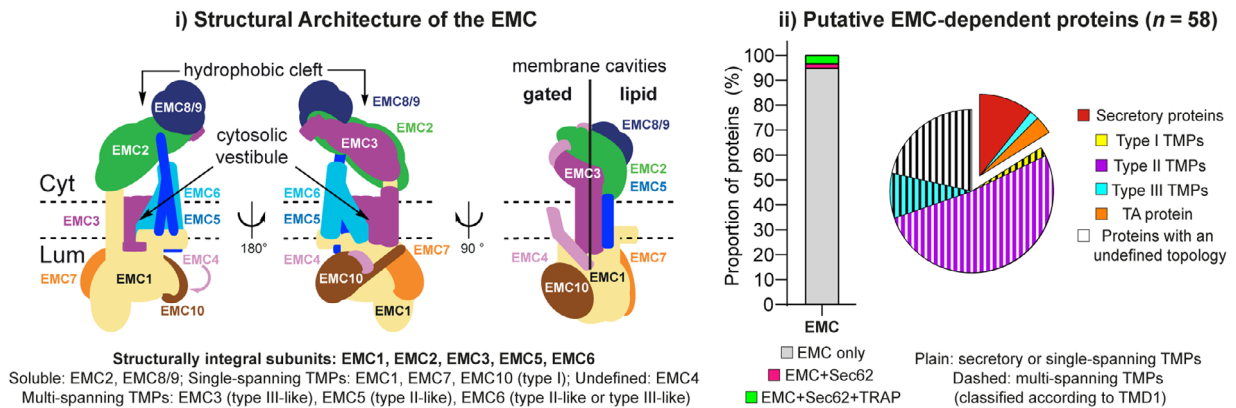 i) Structural Architecture of the EMC
hydrophobic cleft
EMC8/9
EMC2
cytosolic
vestibule
Cyt
EMC6
EMC3
EMC5
Lum
EMC7
EMC1
EMC4
EMC10
180°
EMC8/9
EMC3
EMC2
EMC6
EMC5
EMC4
EMC7
EMC10
EMC1
90 °
membrane cavities
gated
lipid
EMC8/9
EMC3
EMC2
EMC5
EMC4
EMC7
EMC1
EMC10
Structurally integral subunits: EMC1, EMC2, EMC3, EMC5, EMC6
Soluble: EMC2, EMC8/9; Single-spanning TMPs: EMC1, EMC7, EMC10 (type I); Undefined: EMC4
Multi-spanning TMPs: EMC3 (type III-like), EMC5 (type II-like), EMC6 (type II-like or type III-like)
ii) Putative EMC-dependent proteins (n = 58)
Proportion of proteins (%)
100
90
80
70
60
50
40
30
20
10
0
EMC
EMC only
EMC+Sec62
EMC+Sec62+TRAP
Secretory proteins
Type I TMPs
Type II TMPs
Type III TMPs
TA protein
Proteins with an
undefined topology
Plain: secretory or single-spanning TMPs
Dashed: multi-spanning TMPs
(classified according to TMD1)